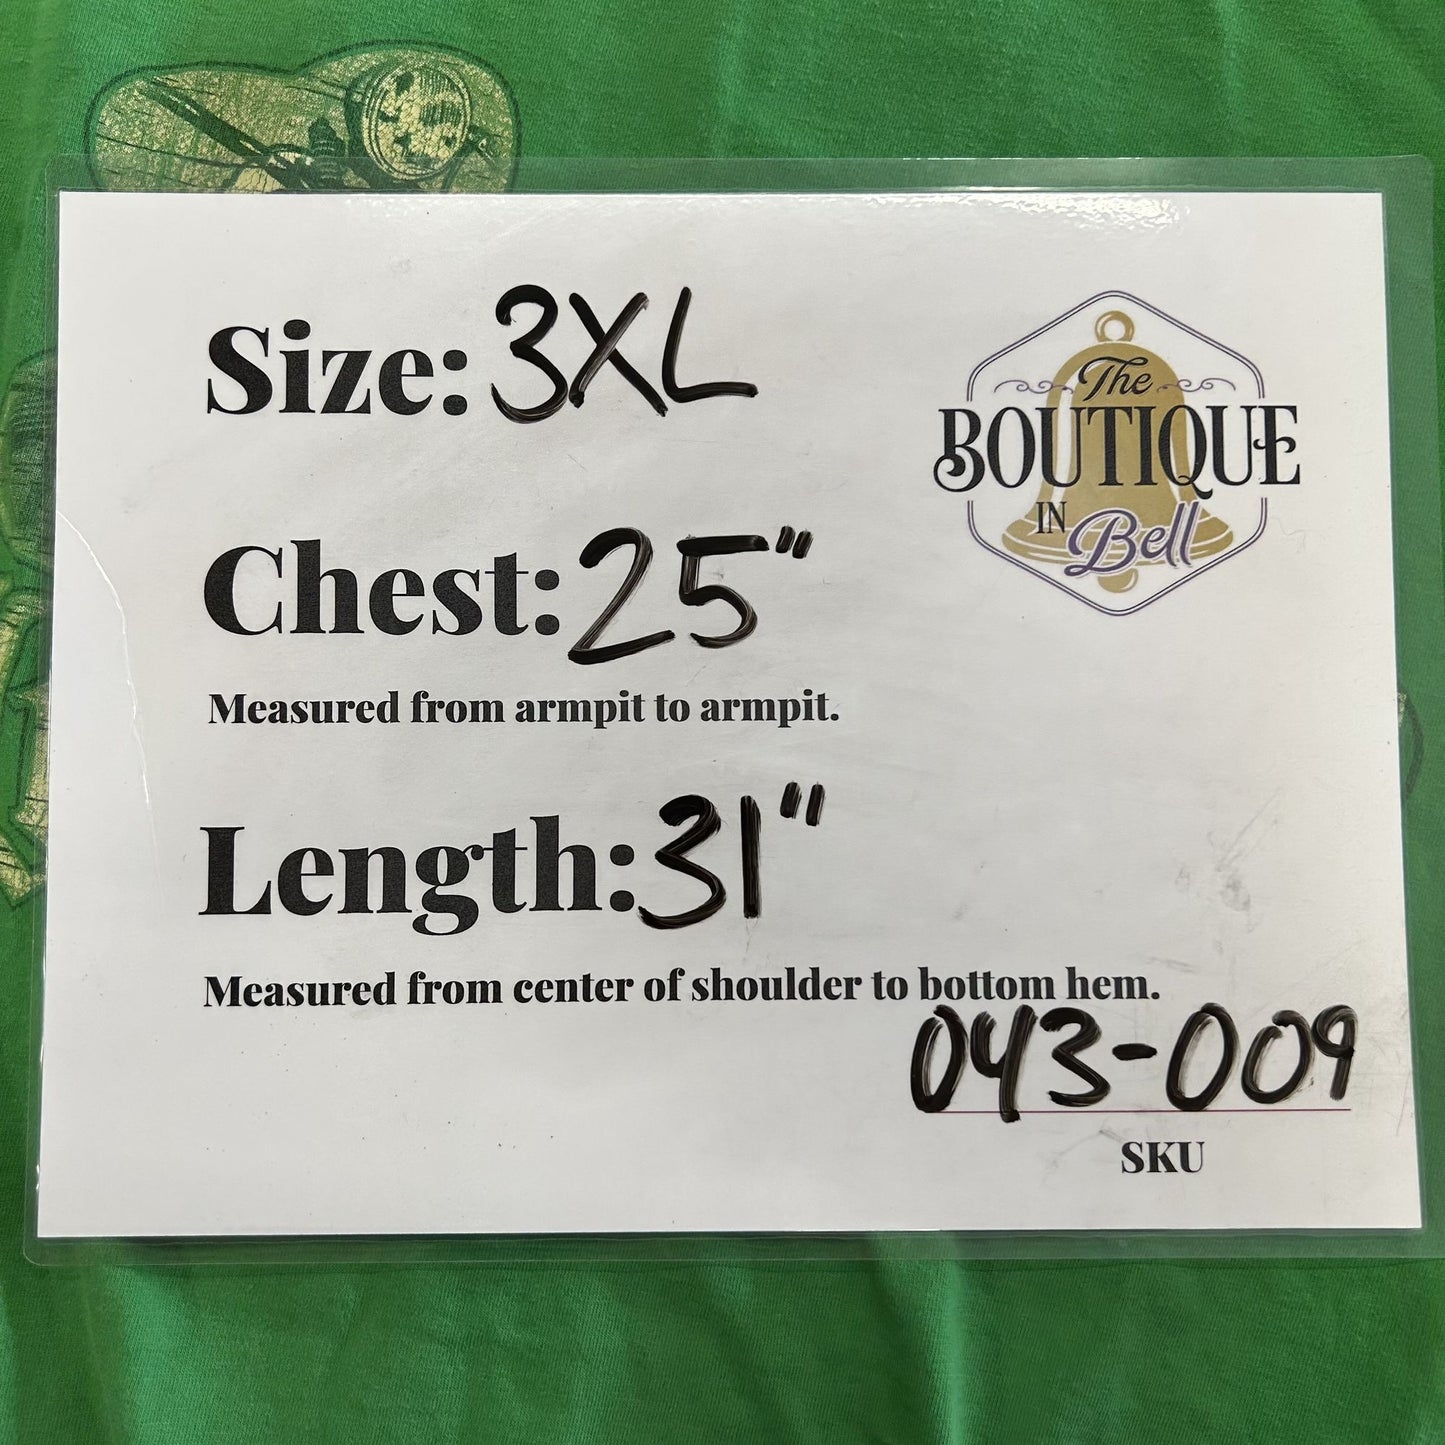 Size: 3XL
The
BOUTIQUE
IN Bell
Chest: 25"
Measured from armpit to armpit.
Length: 31"
Measured from center of shoulder to bottom hem.
043-009
SKU